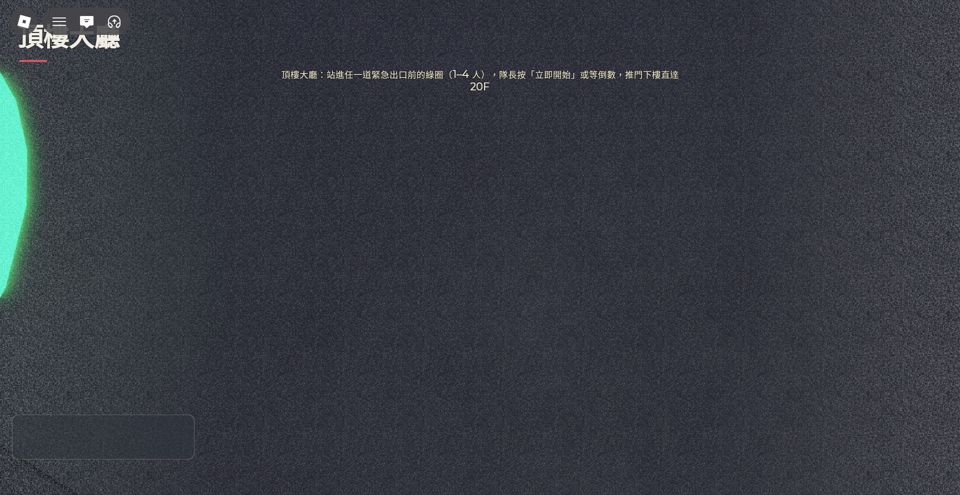 頂樓大廳
頂樓大廳：站進任一道緊急出口前的綠圈（1–4 人），隊長按「立即開始」或等倒數，推門下樓直達
20F